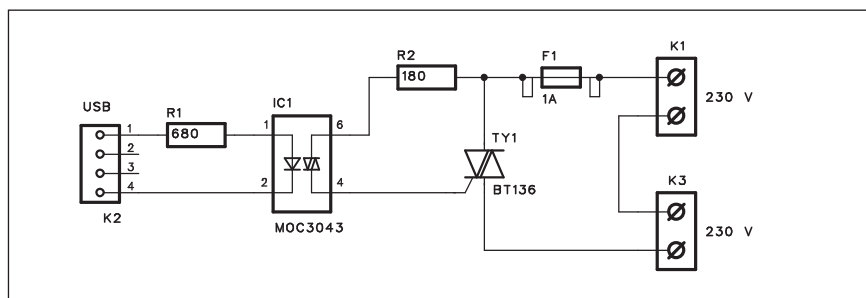 K1
R2
180
F1
1A
230 V
USB
R1
680
IC1
1
2
3
4
1
6
2
4
TY1
BT136
K2
MOC3043
K3
230 V